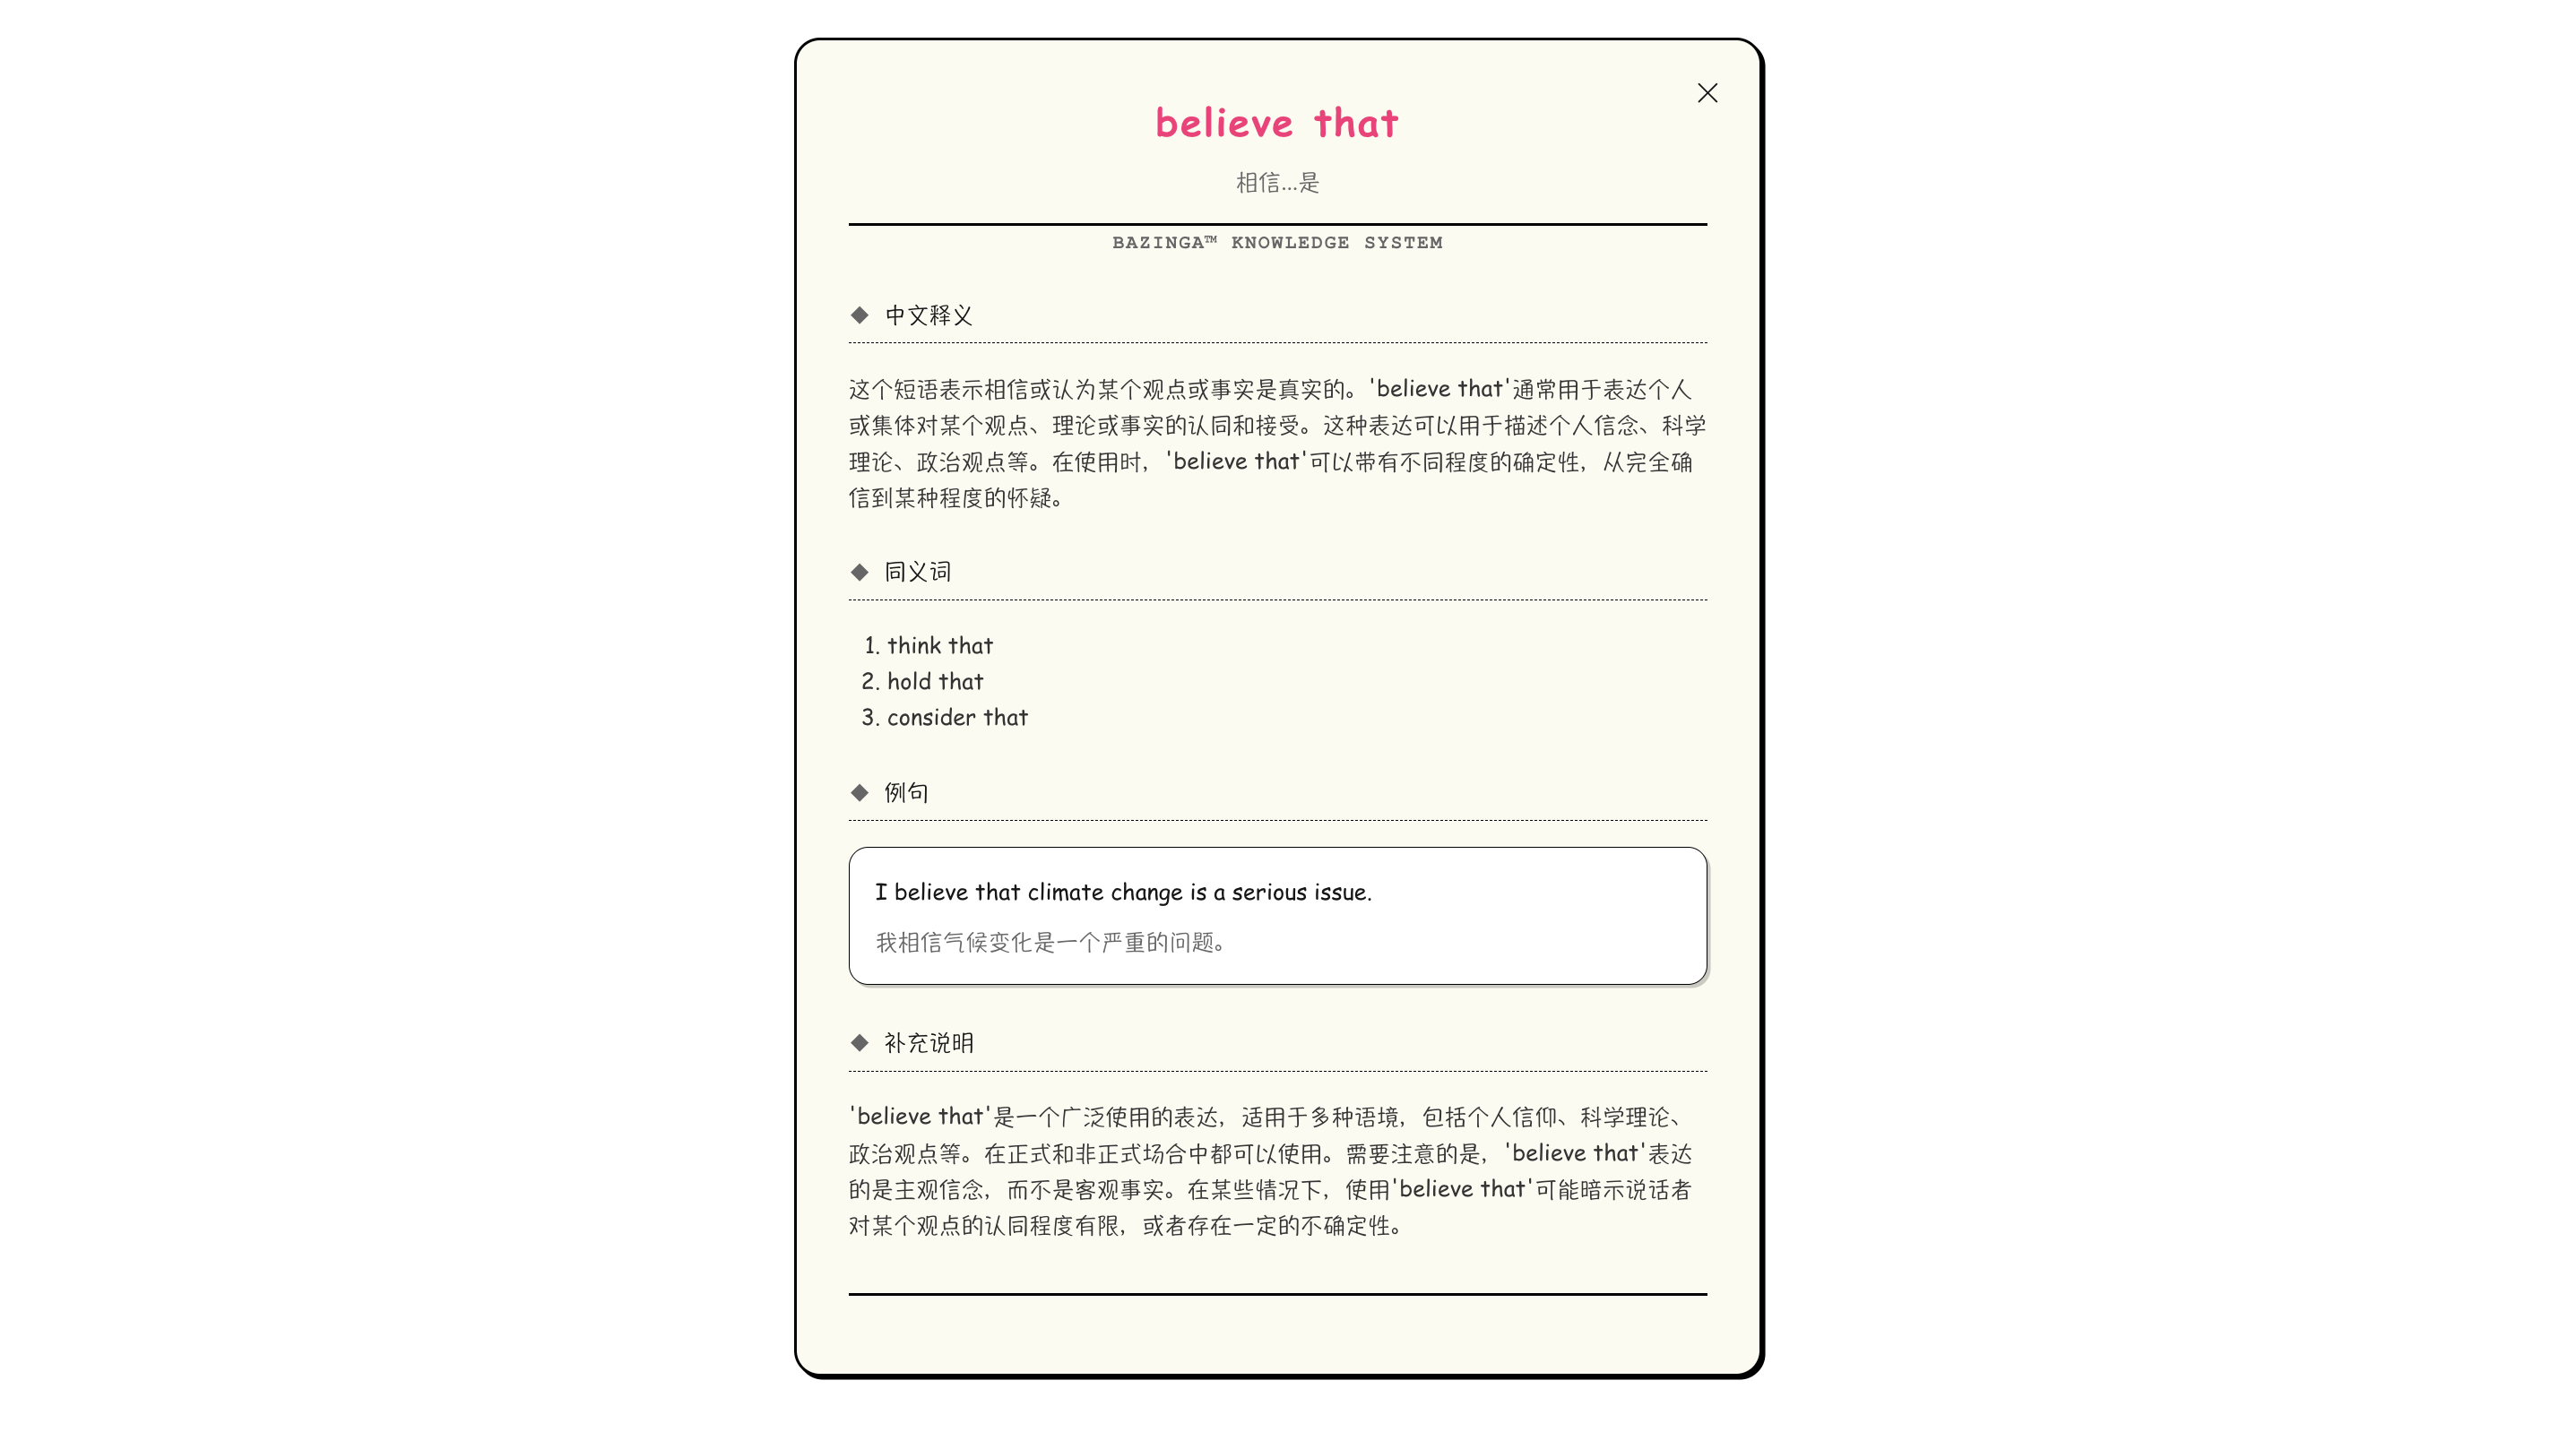 believe that
相信...是
BAZINGA™ KNOWLEDGE SYSTEM
◆ 中文释义
这个短语表示相信或认为某个观点或事实是真实的。'believe that'通常用于表达个人
或集体对某个观点、理论或事实的认同和接受。这种表达可以用于描述个人信念、科学
理论、政治观点等。在使用时，'believe that'可以带有不同程度的确定性，从完全确
信到某种程度的怀疑。
◆ 同义词
1. think that
2. hold that
3. consider that
◆ 例句
I believe that climate change is a serious issue.
我相信气候变化是一个严重的问题。
◆ 补充说明
'believe that'是一个广泛使用的表达，适用于多种语境，包括个人信仰、科学理论、
政治观点等。在正式和非正式场合中都可以使用。需要注意的是，'believe that'表达
的是主观信念，而不是客观事实。在某些情况下，使用'believe that'可能暗示说话者
对某个观点的认同程度有限，或者存在一定的不确定性。